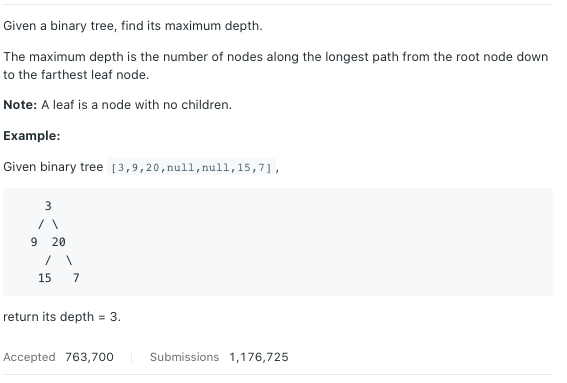 Given a binary tree, find its maximum depth.
The maximum depth is the number of nodes along the longest path from the root node down
to the farthest leaf node.
Note: A leaf is a node with no children.
Example:
Given binary tree [3,9,20,null,null,15,7],
3
/ \
9 20
/ \
15 7
return its depth = 3.
Accepted 763,700 Submissions 1,176,725